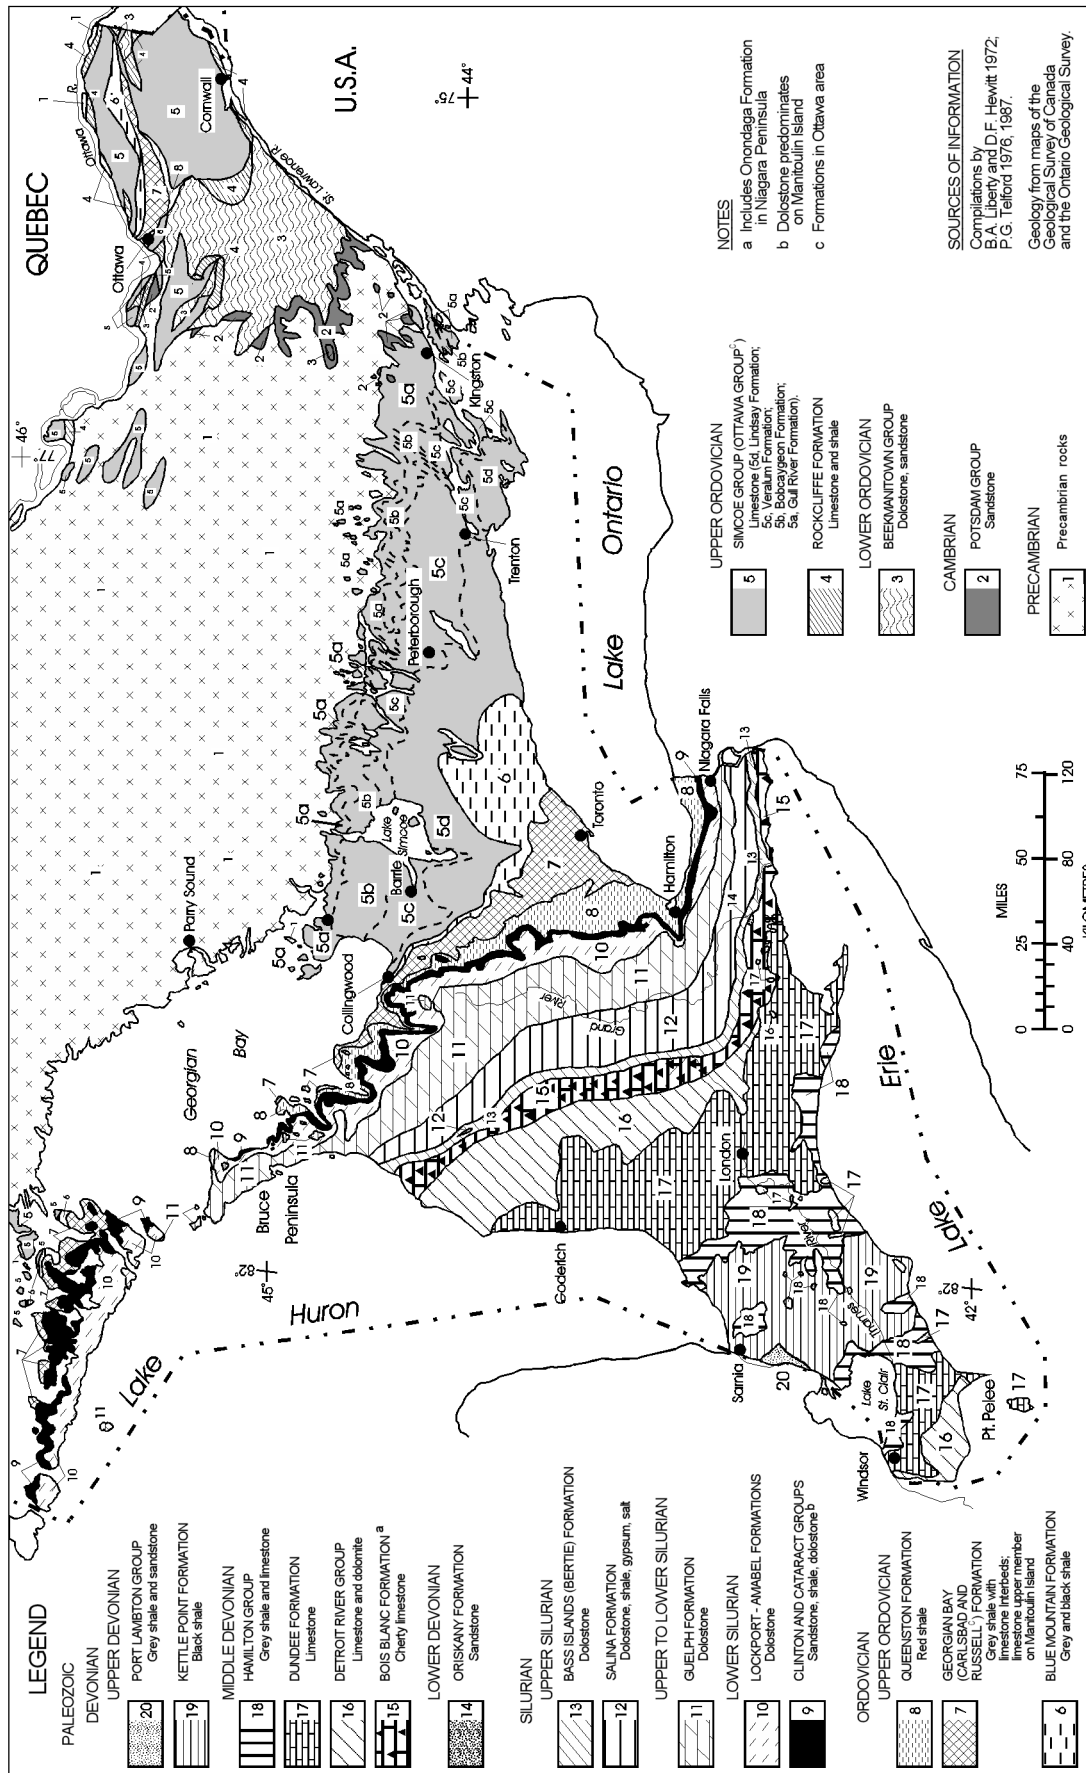 LEGEND
PALEOZOIC
DEVONIAN
UPPER DEVONIAN
20
PORT LAMBTON GROUP
Grey shale and sandstone
19
KETTLE POINT FORMATION
Black shale
MIDDLE DEVONIAN
18
HAMILTON GROUP
Grey shale and limestone
17
DUNDEE FORMATION
Limestone
16
DETROIT RIVER GROUP
Limestone and dolomite
15
BOIS BLANC FORMATION a
Cherty limestone
LOWER DEVONIAN
14
ORISKANY FORMATION
Sandstone
SILURIAN
UPPER SILURIAN
13
BASS ISLANDS (BERTIE) FORMATION
Dolostone
12
SALINA FORMATION
Dolostone, shale, gypsum, salt
UPPER TO LOWER SILURIAN
11
GUELPH FORMATION
Dolostone
LOWER SILURIAN
10
LOCKPORT - AMABEL FORMATIONS
Dolostone
9
CLINTON AND CATARACT GROUPS
Sandstone, shale, dolostone b
ORDOVICIAN
UPPER ORDOVICIAN
8
QUEENSTON FORMATION
Red shale
7
GEORGIAN BAY
(CARLSBAD AND
RUSSELL C) FORMATION
Grey shale with
limestone interbeds;
limestone upper member
on Manitoulin Island
6
BLUE MOUNTAIN FORMATION
Grey and black shale
UPPER ORDOVICIAN
5
SIMCOE GROUP (OTTAWA GROUP C)
Limestone (5d, Lindsay Formation;
5c, Verulum Formation;
5b, Bobcaygeon Formation;
5a, Gull River Formation).
4
ROCKCLIFFE FORMATION
Limestone and shale
LOWER ORDOVICIAN
3
BEEKMANITOWN GROUP
Dolostone, sandstone
CAMBRIAN
2
POTSDAM GROUP
Sandstone
PRECAMBRIAN
1
Precambrian rocks
NOTES
a Includes Onondaga Formation
in Niagara Peninsula
b Dolostone predominates
on Manitoulin Island
c Formations in Ottawa area
SOURCES OF INFORMATION
Compilations by
B.A. Liberty and D.F. Hewitt 1972;
P.G. Telford 1976, 1987.
Geology from maps of the
Geological Survey of Canada
and the Ontario Geological Survey.
QUEBEC
U.S.A.
Ottawa R.
Ottawa
Cornwall
St. Lawrence R.
75°
44°
77°
46°
Parry Sound
Georgian
Bay
Collingwood
Barrie
Lake
Simcoe
Peterborough
Trenton
Kingston
Lake Ontario
Toronto
Hamilton
Niagara Falls
Bruce
Peninsula
Lake Huron
82°
45°
Goderich
Grand
River
London
Sarnia
Thames
River
Lake
St. Clair
Windsor
Pt. Pelee
Lake Erie
82°
42°
MILES
0 25 50 75
0 40 80 120
KILOMETRES